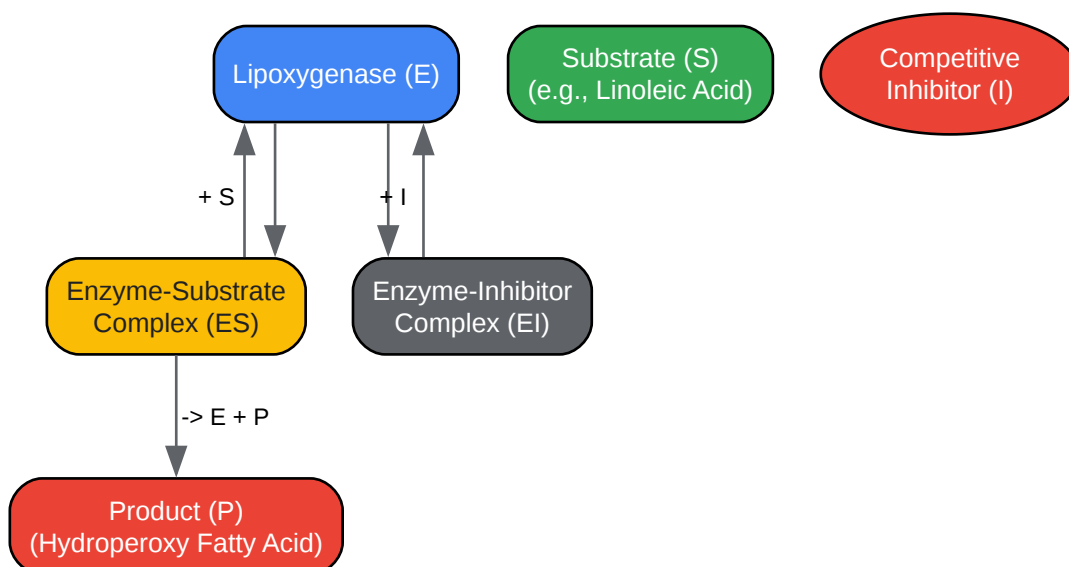 Lipoxygenase (E)
Substrate (S)
(e.g., Linoleic Acid)
Competitive
Inhibitor (I)
+ S
+ I
Enzyme-Substrate
Complex (ES)
Enzyme-Inhibitor
Complex (EI)
-> E + P
Product (P)
(Hydroperoxy Fatty Acid)